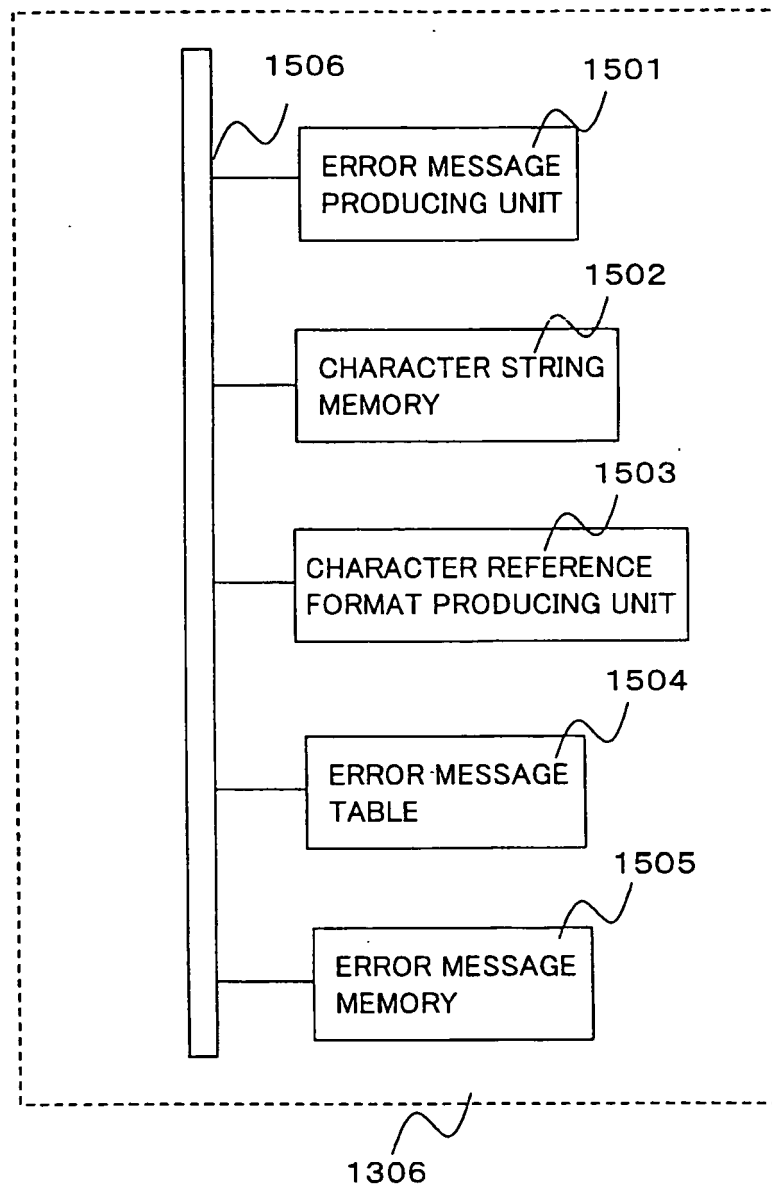 1506
1501
ERROR MESSAGE
PRODUCING UNIT
1502
CHARACTER STRING
MEMORY
1503
CHARACTER REFERENCE
FORMAT PRODUCING UNIT
1504
ERROR MESSAGE
TABLE
1505
ERROR MESSAGE
MEMORY
1306